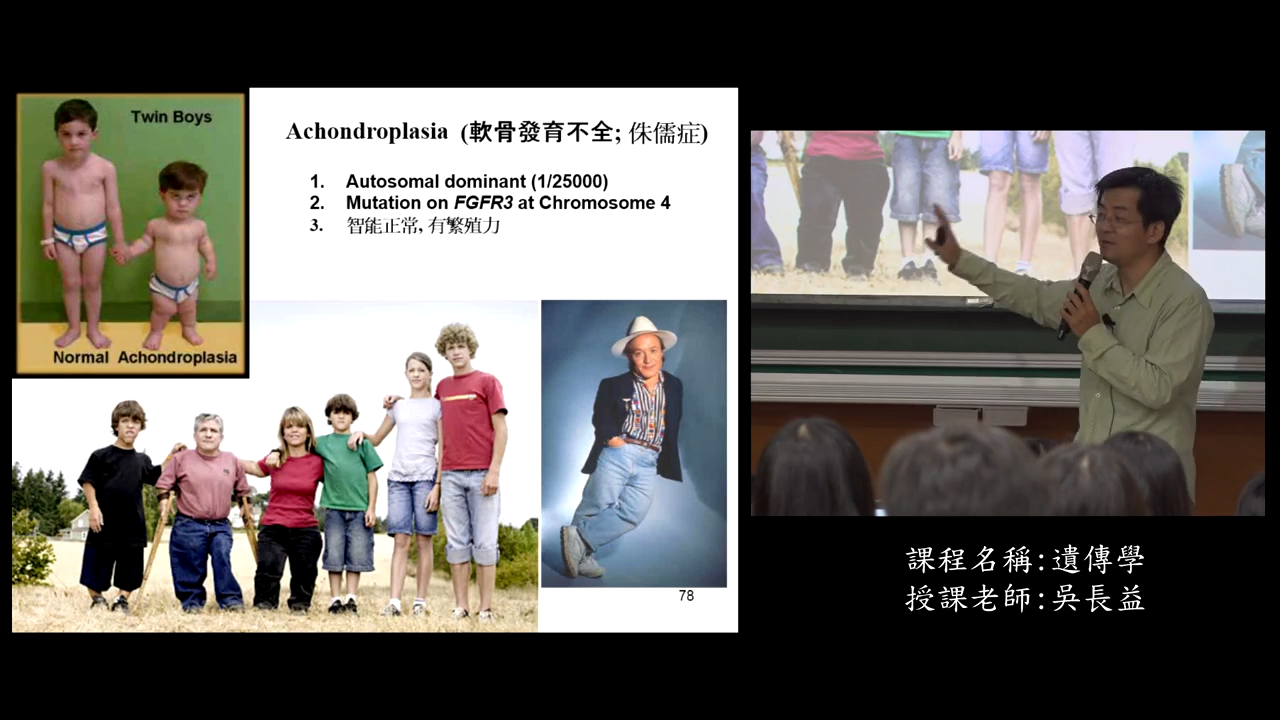 Twin Boys
Normal Achondroplasia
Achondroplasia (軟骨發育不全; 侏儒症)
1. Autosomal dominant (1/25000)
2. Mutation on FGFR3 at Chromosome 4
3. 智能正常, 有繁殖力
78
課程名稱:遺傳學
授課老師:吳長益